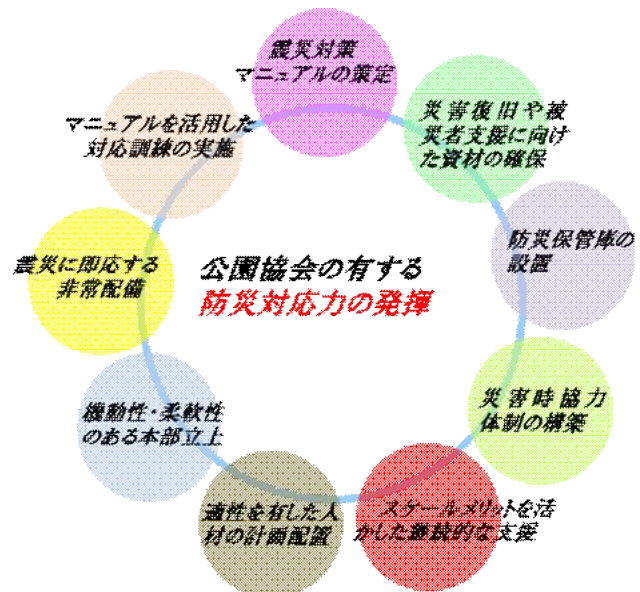 震災対策
マニュアルの策定
災害復旧や被
災者支援に向け
た資材の確保
防災保管庫の
設置
災害時協力
体制の構築
スケールメリットを活
かした継続的な支援
適性を有した人
材の計画配置
機動性・柔軟性
のある本部立上
震災に即応する
非常配備
マニュアルを活用した
対応訓練の実施
公園協会の有する
防災対応力の発揮